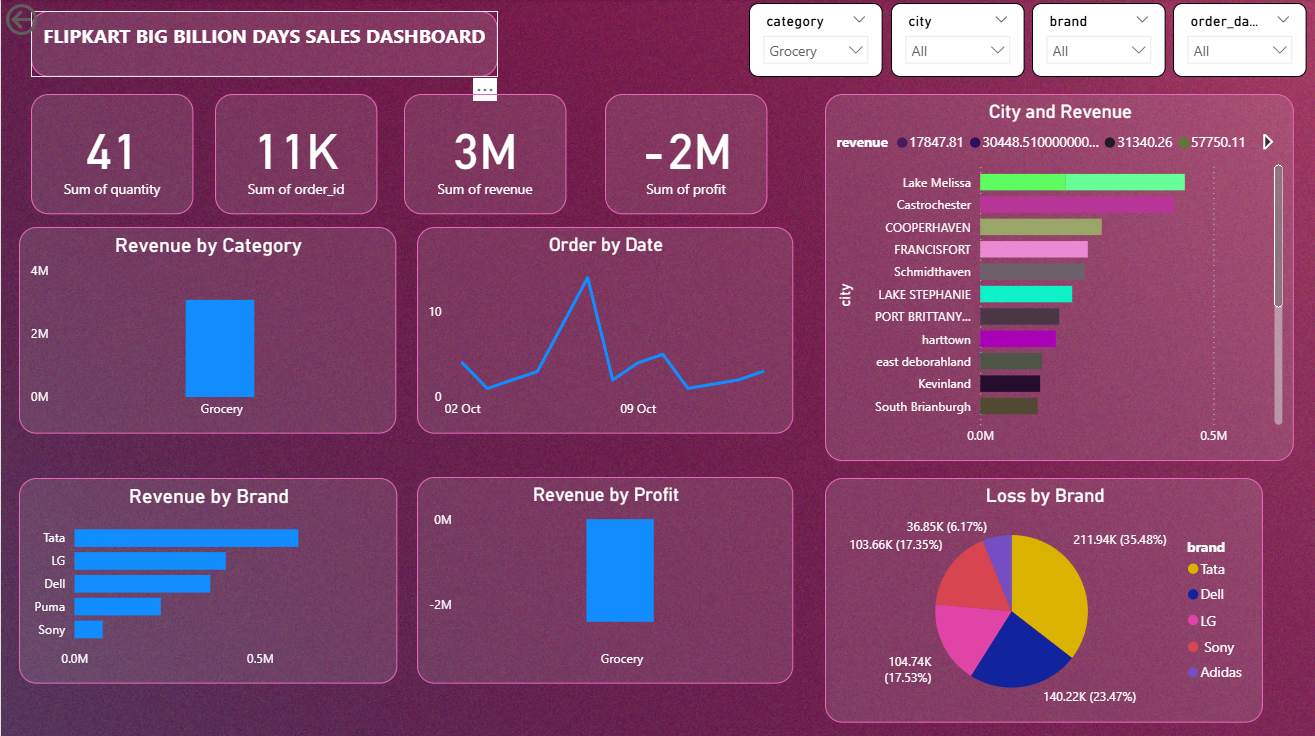 FLIPKART BIG BILLION DAYS SALES DASHBOARD
category
Grocery
city
All
brand
All
order_da...
All
...
41
Sum of quantity
11K
Sum of order_id
3M
Sum of revenue
-2M
Sum of profit
City and Revenue
revenue 17847.81 30448.510000000... 31340.26 57750.11
city
Lake Melissa
Castrochester
COOPERHAVEN
FRANCISFORT
Schmidthaven
LAKE STEPHANIE
PORT BRITTANY...
harttown
east deborahland
Kevinland
South Brianburgh
0.0M 0.5M
Revenue by Category
4M
2M
0M
Grocery
Order by Date
10
0
02 Oct 09 Oct
Revenue by Brand
Tata
LG
Dell
Puma
Sony
0.0M 0.5M
Revenue by Profit
0M
-2M
Grocery
Loss by Brand
36.85K (6.17%)
103.66K (17.35%)
211.94K (35.48%)
104.74K
(17.53%)
140.22K (23.47%)
brand
Tata
Dell
LG
Sony
Adidas